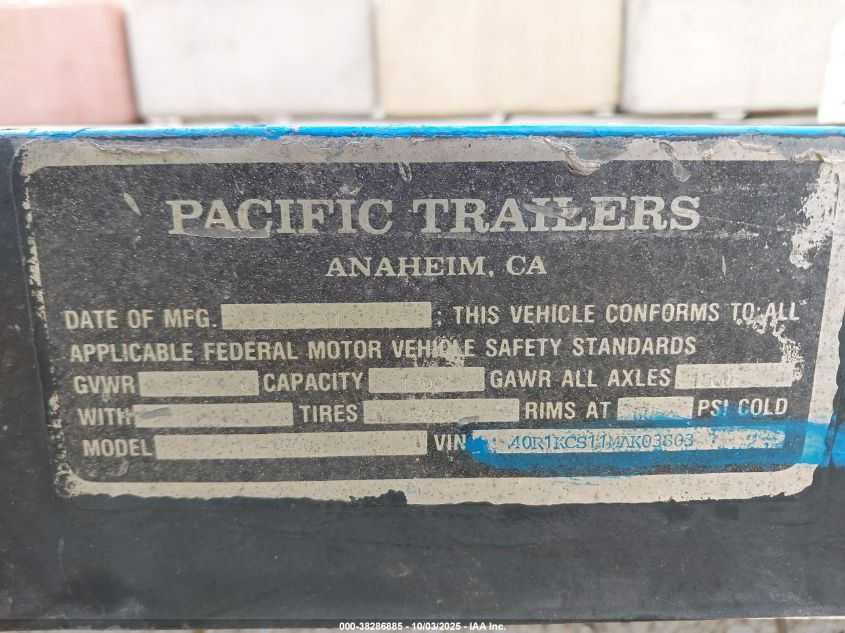 PACIFIC TRAILERS
ANAHEIM, CA
DATE OF MFG. ; THIS VEHICLE CONFORMS TO ALL
APPLICABLE FEDERAL MOTOR VEHICLE SAFETY STANDARDS
GVWR CAPACITY GAWR ALL AXLES
WITH TIRES RIMS AT PSI COLD
MODEL VIN 40R1KCS11MAK03803
000-38286885 - 10/03/2025 - IAA Inc.